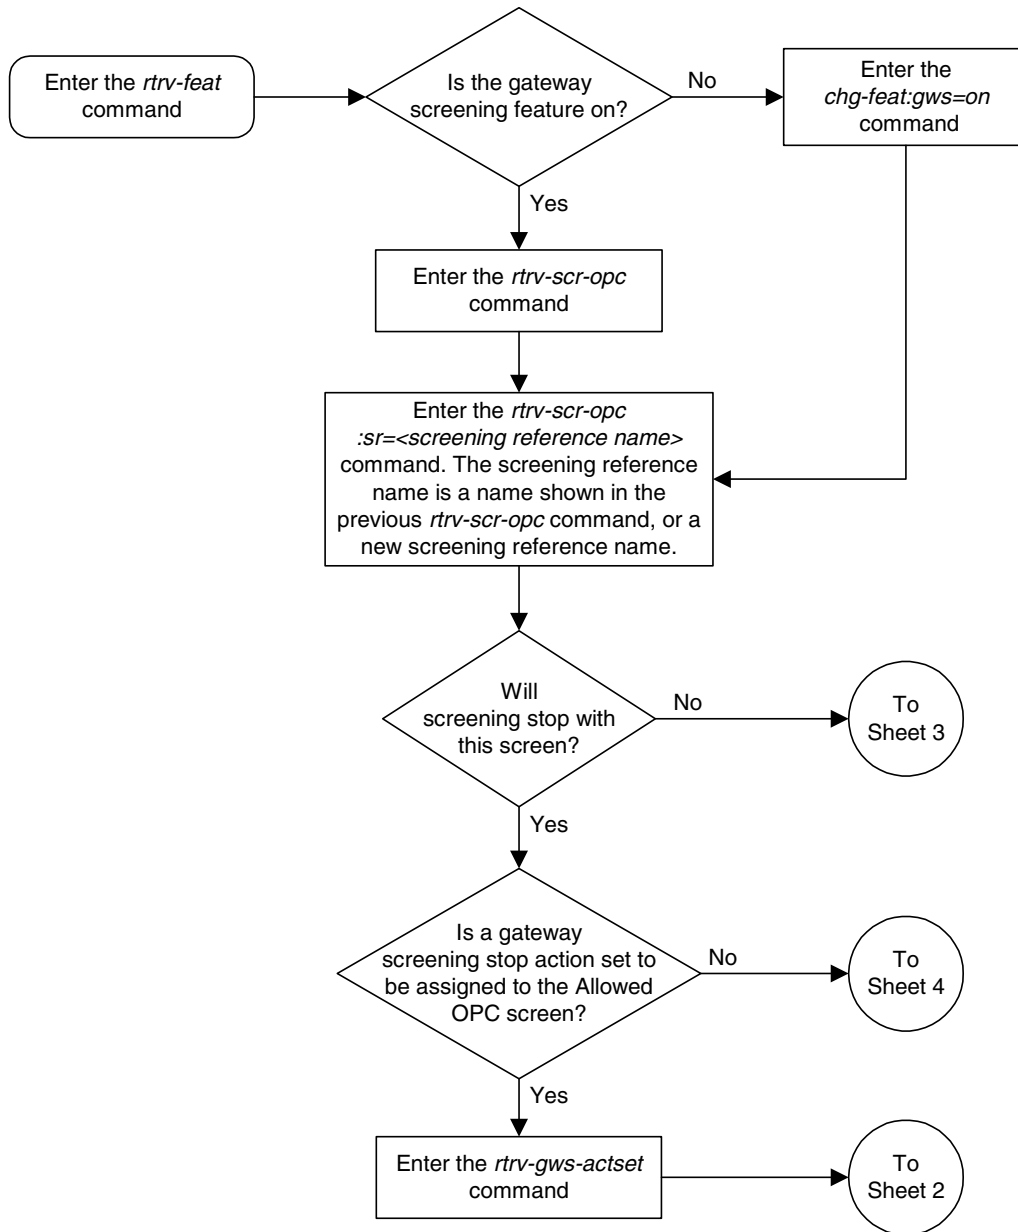 Enter the rtrv-feat
command
Is the gateway
screening feature on?
No
Enter the
chg-feat:gws=on
command
Yes
Enter the rtrv-scr-opc
command
Enter the rtrv-scr-opc
:sr=<screening reference name>
command. The screening reference
name is a name shown in the
previous rtrv-scr-opc command, or a
new screening reference name.
Will
screening stop with
this screen?
No
To
Sheet 3
Yes
Is a gateway
screening stop action set to
be assigned to the Allowed
OPC screen?
No
To
Sheet 4
Yes
Enter the rtrv-gws-actset
command
To
Sheet 2